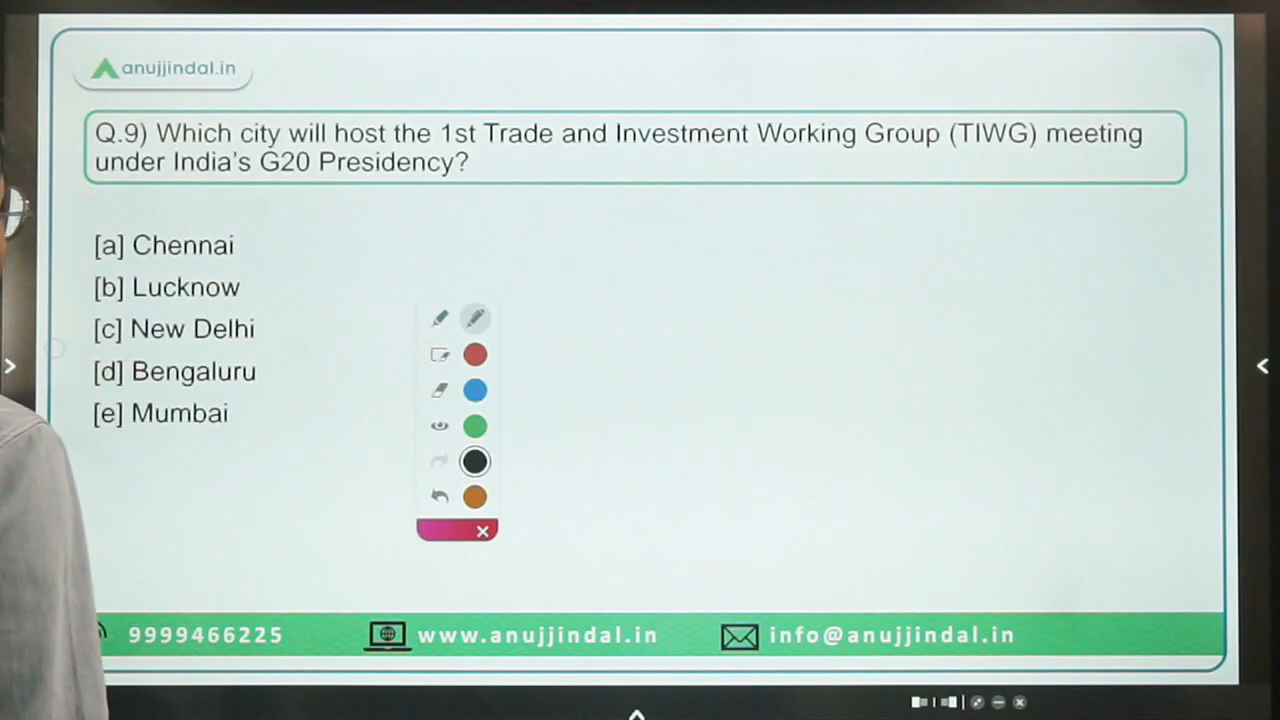 anujjindal.in
Q.9) Which city will host the 1st Trade and Investment Working Group (TIWG) meeting
under India's G20 Presidency?
[a] Chennai
[b] Lucknow
[c] New Delhi
[d] Bengaluru
[e] Mumbai
9999466225 www.anujjindal.in info@anujjindal.in